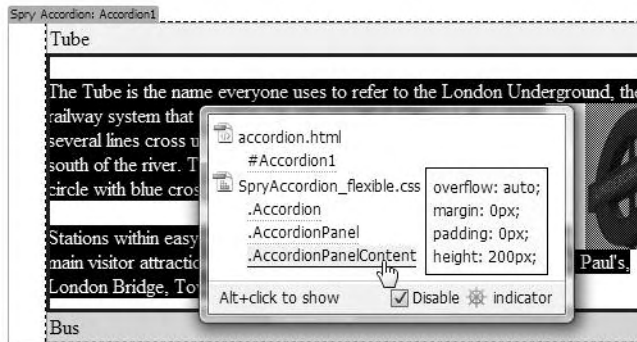 Spry Accordion: Accordion1
Tube
The Tube is the name everyone uses to refer to the London Underground, the
railway system that
several lines cross u
south of the river. T
circle with blue cros
Stations within easy
main visitor attractio
Paul's,
London Bridge, To
accordion.html
#Accordion1
SpryAccordion_flexible.css
.Accordion
.AccordionPanel
.AccordionPanelContent
overflow: auto;
margin: 0px;
padding: 0px;
height: 200px;
Alt+click to show
Disable
indicator
Bus